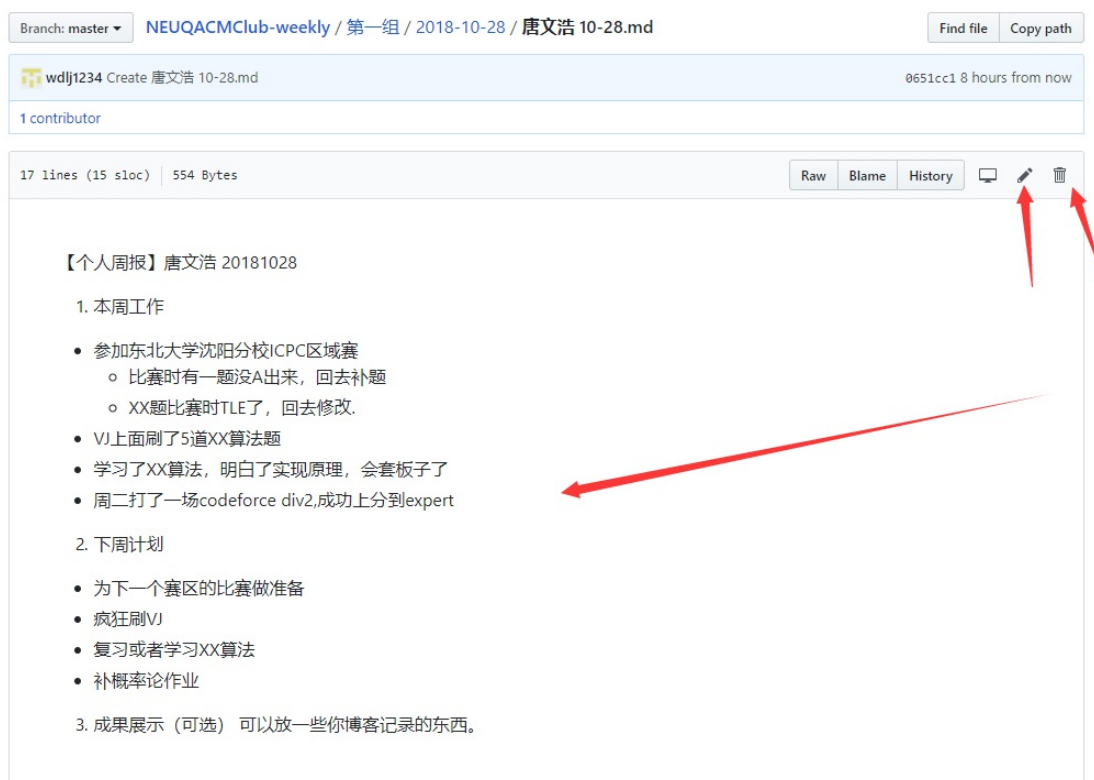 Branch: master NEUQACMClub-weekly / 第一组 / 2018-10-28 / 唐文浩 10-28.md Find file Copy path
wdlj1234 Create 唐文浩 10-28.md 0651cc1 8 hours from now
1 contributor
17 lines (15 sloc) 554 Bytes Raw Blame History
【个人周报】唐文浩 20181028
1. 本周工作
• 参加东北大学沈阳分校ICPC区域赛
◦ 比赛时有一题没A出来，回去补题
◦ XX题比赛时TLE了，回去修改.
• VJ上面刷了5道XX算法题
• 学习了XX算法，明白了实现原理，会套板子了
• 周二打了一场codeforce div2,成功上分到expert
2. 下周计划
• 为下一个赛区的比赛做准备
• 疯狂刷VJ
• 复习或者学习XX算法
• 补概率论作业
3. 成果展示（可选） 可以放一些你博客记录的东西。